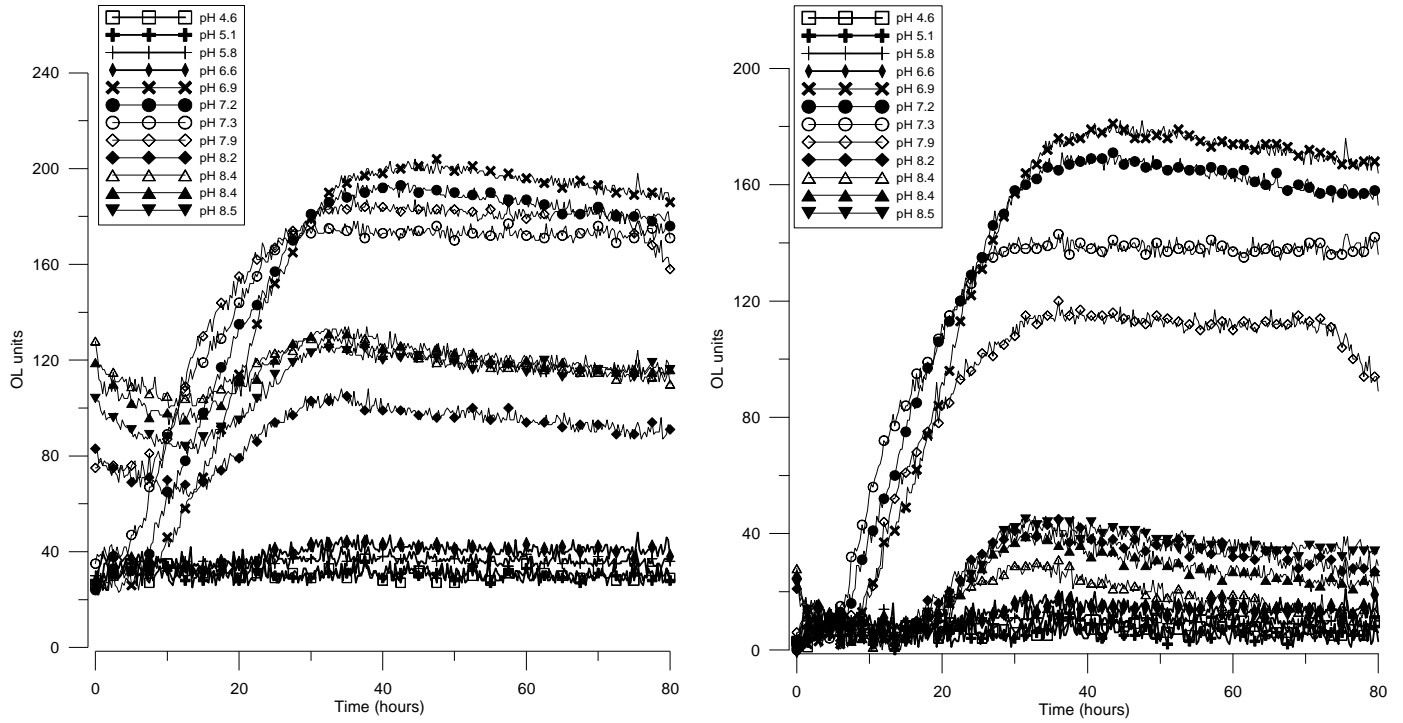 pH 4.6
pH 5.1
pH 5.8
pH 6.6
pH 6.9
pH 7.2
pH 7.3
pH 7.9
pH 8.2
pH 8.4
pH 8.4
pH 8.5
240
200
160
120
80
40
0
OL units
0 20 40 60 80
Time (hours)
pH 4.6
pH 5.1
pH 5.8
pH 6.6
pH 6.9
pH 7.2
pH 7.3
pH 7.9
pH 8.2
pH 8.4
pH 8.4
pH 8.5
200
160
120
80
40
0
OL units
0 20 40 60 80
Time (hours)